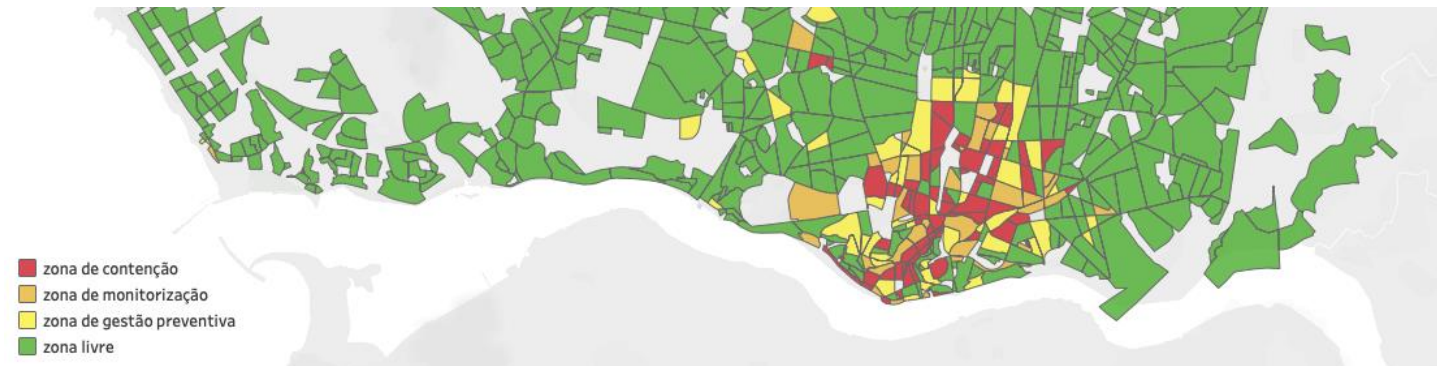 zona de contenção
zona de monitorização
zona de gestão preventiva
zona livre